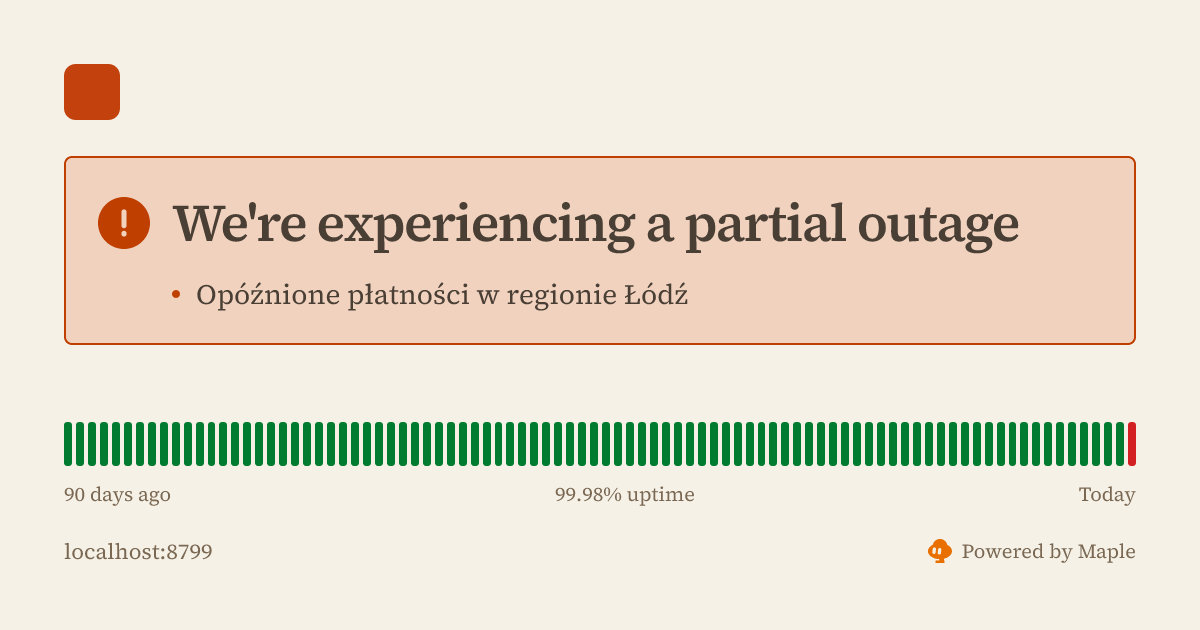 We're experiencing a partial outage
• Opóźnione płatności w regionie Łódź
90 days ago
99.98% uptime
Today
localhost:8799
Powered by Maple